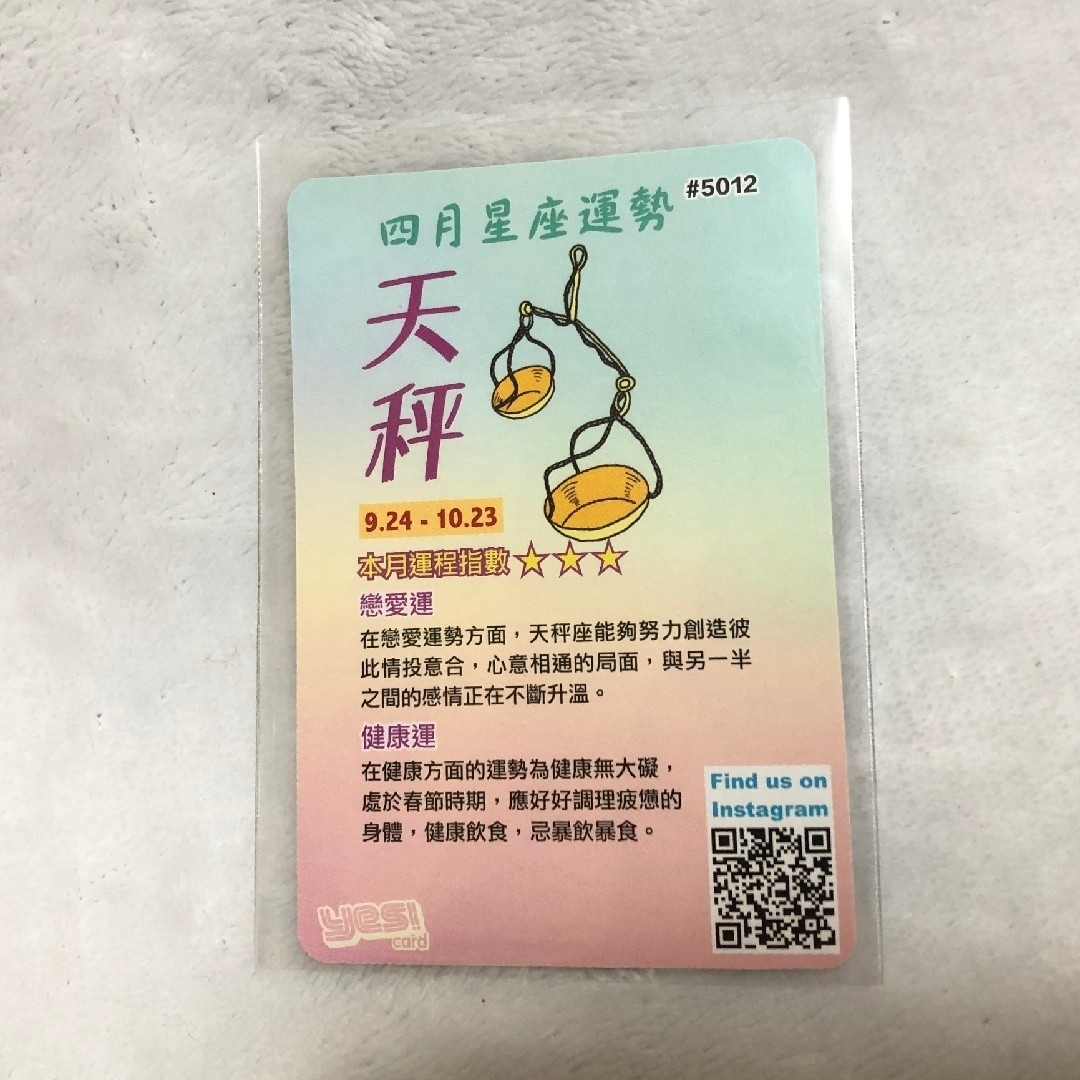 四月星座運勢
#5012
天
秤
9.24 - 10.23
本月運程指數
戀愛運
在戀愛運勢方面，天秤座能夠努力創造彼
此情投意合，心意相通的局面，與另一半
之間的感情正在不斷升溫。
健康運
在健康方面的運勢為健康無大礙，
處於春節時期，應好好調理疲憊的
身體，健康飲食，忌暴飲暴食。
Find us on
Instagram
yes!
card